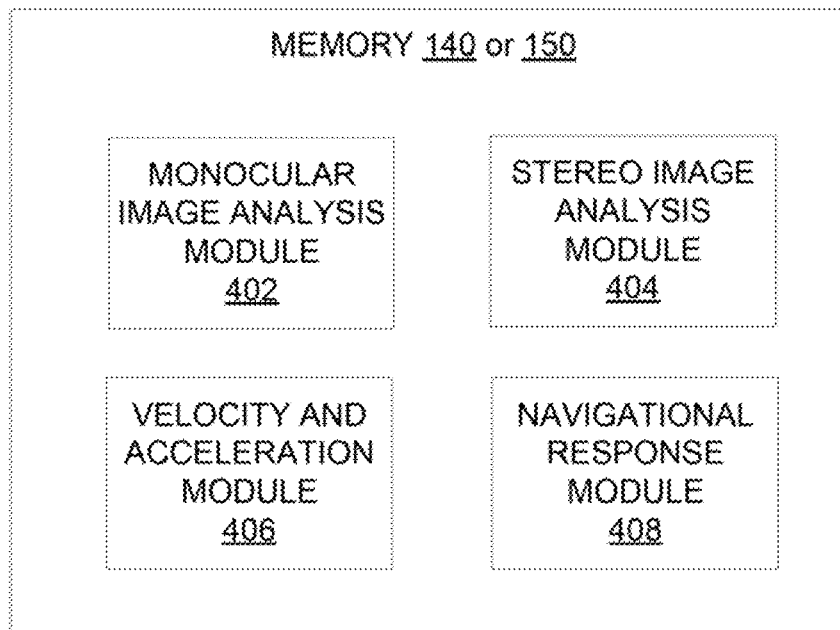 MEMORY 140 or 150
MONOCULAR
IMAGE ANALYSIS
MODULE
402
STEREO IMAGE
ANALYSIS
MODULE
404
VELOCITY AND
ACCELERATION
MODULE
406
NAVIGATIONAL
RESPONSE
MODULE
408